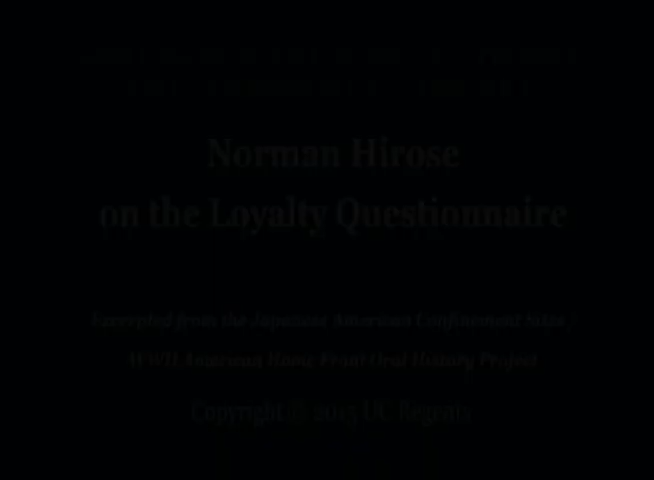 Norman Hirose
on the Loyalty Questionnaire
Excerpted from the Japanese American Confinement Sites /
WWII American Home Front Oral History Project
Copyright © 2015 UC Regents